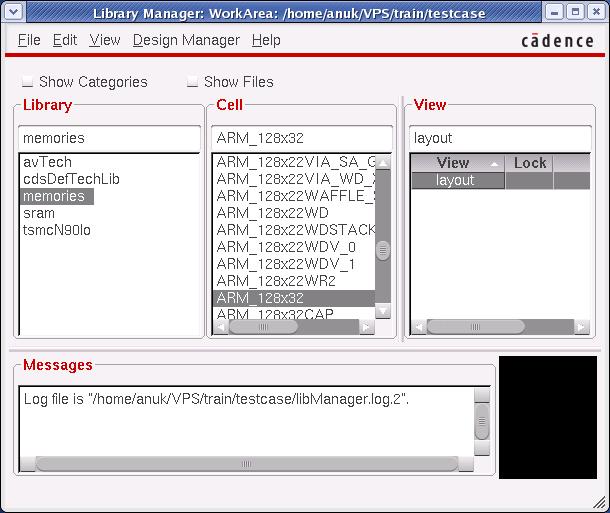 Library Manager: WorkArea: /home/anuk/VPS/train/testcase
File Edit View Design Manager Help
cādence
Show Categories Show Files
Library
memories
avTech
cdsDefTechLib
memories
sram
tsmcN90lo
Cell
ARM_128x32
ARM_128x22VIA_SA_G
ARM_128x22VIA_WD_
ARM_128x22WAFFLE_
ARM_128x22WD
ARM_128x22WDSTACK
ARM_128x22WDV_0
ARM_128x22WDV_1
ARM_128x22WR2
ARM_128x32
ARM_128x32CAP
View
layout
View Lock
layout
Messages
Log file is "/home/anuk/VPS/train/testcase/libManager.log.2".